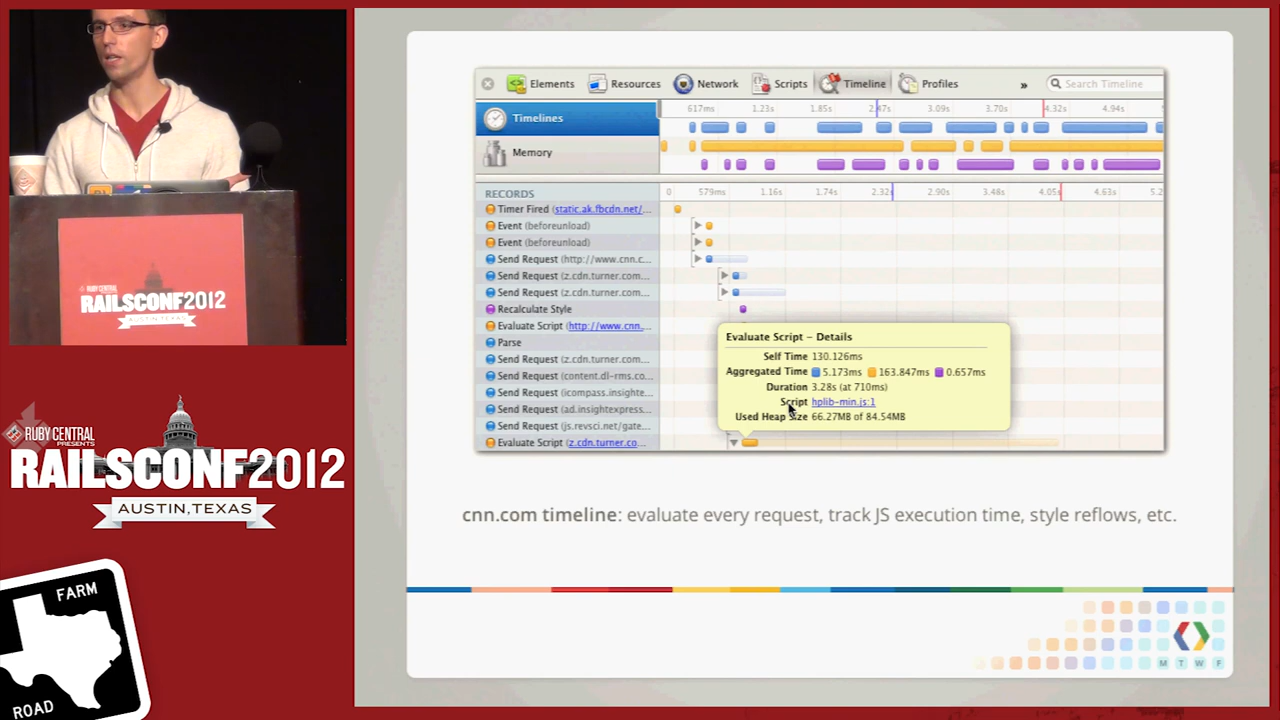 Elements Resources Network Scripts Timeline Profiles » Search Timeline
617ms 1.23s 1.85s 2.47s 3.09s 3.70s 4.32s 4.94s
Timelines
Memory
RECORDS
0 579ms 1.16s 1.74s 2.32s 2.90s 3.48s 4.05s 4.63s 5.2
Timer Fired (static.ak.fbcdn.net/...
Event (beforeunload)
Event (beforeunload)
Send Request (http://www.cnn.c...
Send Request (z.cdn.turner.com...
Send Request (z.cdn.turner.com...
Recalculate Style
Evaluate Script (http://www.cnn....
Parse
Send Request (z.cdn.turner.com...
Send Request (content.dl-rms.co...
Send Request (icompass.insighte...
Send Request (ad.insightexpress...
Send Request (js.revsci.net/gate...
Evaluate Script (z.cdn.turner.co...
Evaluate Script – Details
Self Time 130.126ms
Aggregated Time 5.173ms 163.847ms 0.657ms
Duration 3.28s (at 710ms)
Script hplib-min.js:1
Used Heap Size 66.27MB of 84.54MB
cnn.com timeline: evaluate every request, track JS execution time, style reflows, etc.
M T W F
RUBY CENTRAL
PRESENTS
RAILSCONF2012
AUSTIN, TEXAS
RUBY CENTRAL
PRESENTS
RAILSCONF2012
AUSTIN, TEXAS
FARM
ROAD